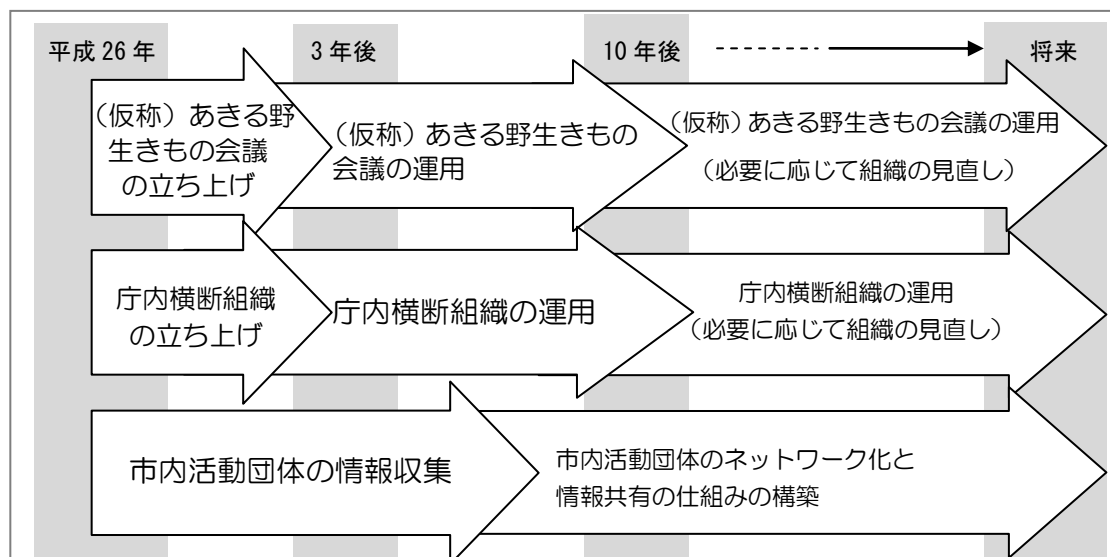 平成 26 年
3 年後
10 年後
将来
（仮称）あきる野
生きもの会議
の立ち上げ
（仮称）あきる野生きもの
会議の運用
（仮称）あきる野生きもの会議の運用
（必要に応じて組織の見直し）
庁内横断組織
の立ち上げ
庁内横断組織の運用
庁内横断組織の運用
（必要に応じて組織の見直し）
市内活動団体の情報収集
市内活動団体のネットワーク化と
情報共有の仕組みの構築